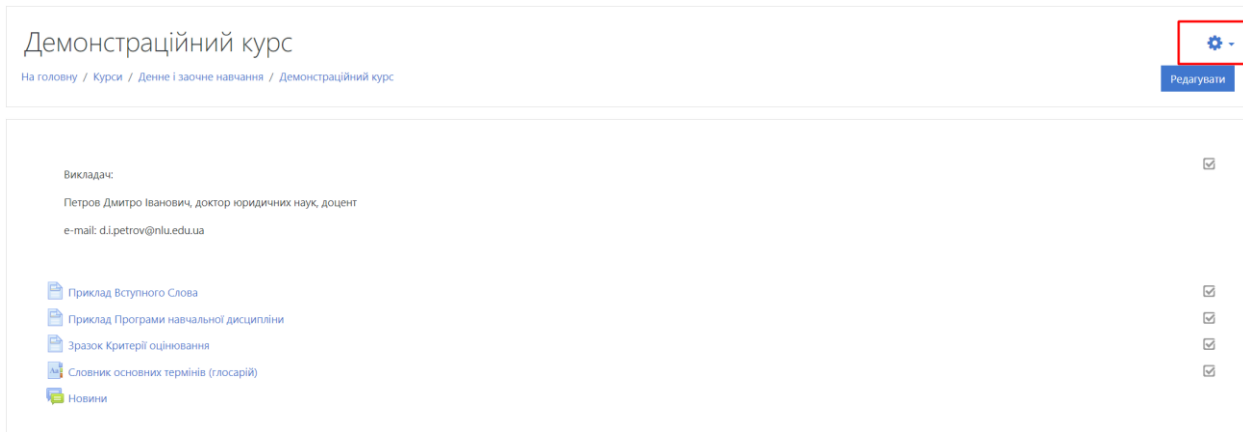 Демонстраційний курс
На головну / Курси / Денне і заочне навчання / Демонстраційний курс
Редагувати
Викладач:
Петров Дмитро Іванович, доктор юридичних наук, доцент
e-mail: d.i.petrov@nlu.edu.ua
Приклад Вступного Слова
Приклад Програми навчальної дисципліни
Зразок Критерії оцінювання
Словник основних термінів (глосарій)
Новини